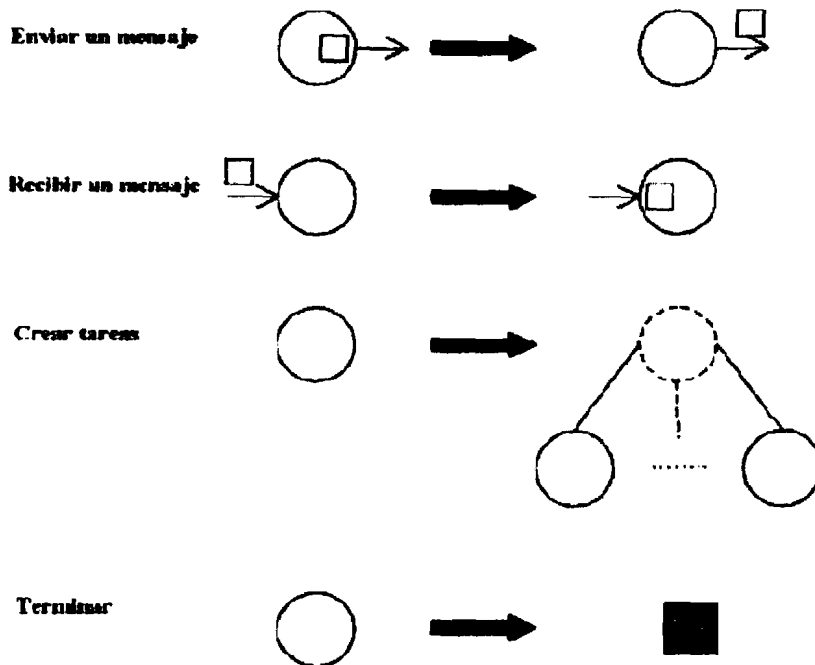 Enviar un mensaje
Recibir un mensaje
Crear tareas
Terminar